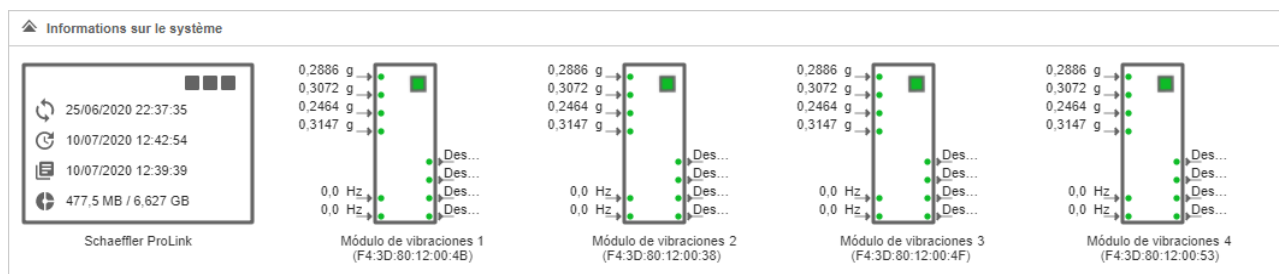 Informations sur le système
25/06/2020 22:37:35
10/07/2020 12:42:54
10/07/2020 12:39:39
477,5 MB / 6,627 GB
Schaeffler ProLink
0,2886 g
0,3072 g
0,2464 g
0,3147 g
Des...
Des...
0,0 Hz Des...
0,0 Hz Des...
Módulo de vibraciones 1
(F4:3D:80:12:00:4B)
0,2886 g
0,3072 g
0,2464 g
0,3147 g
Des...
Des...
0,0 Hz Des...
0,0 Hz Des...
Módulo de vibraciones 2
(F4:3D:80:12:00:38)
0,2886 g
0,3072 g
0,2464 g
0,3147 g
Des...
Des...
0,0 Hz Des...
0,0 Hz Des...
Módulo de vibraciones 3
(F4:3D:80:12:00:4F)
0,2886 g
0,3072 g
0,2464 g
0,3147 g
Des...
Des...
0,0 Hz Des...
0,0 Hz Des...
Módulo de vibraciones 4
(F4:3D:80:12:00:53)